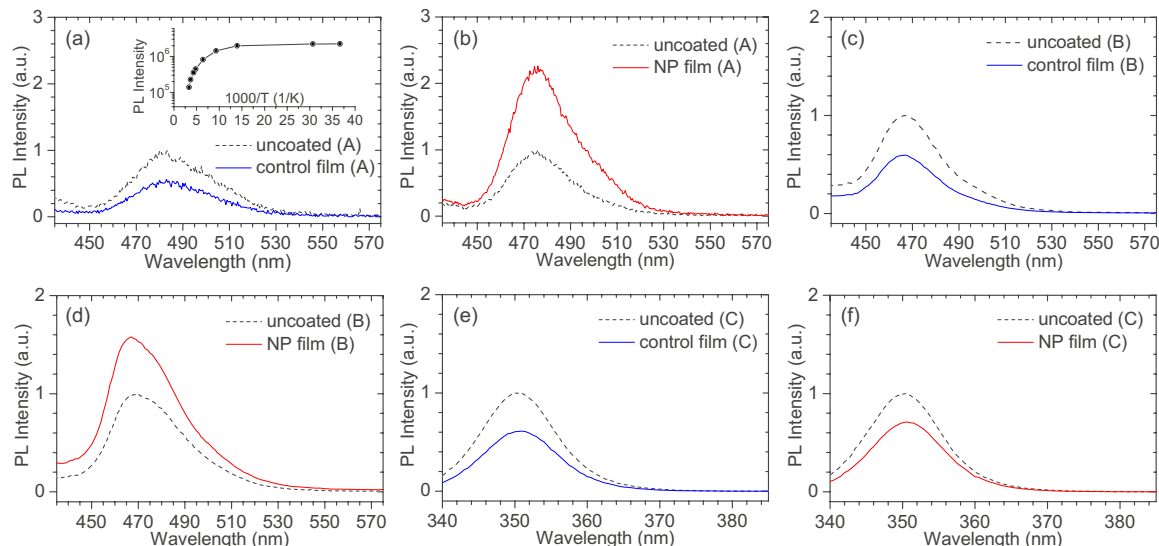 (a)
PL Intensity (a.u.)
3
2
1
0
PL Intensity
10⁶
10⁵
1000/T (1/K)
0 5 10 15 20 25 30 35 40
uncoated (A)
control film (A)
450 470 490 510 530 550 570
Wavelength (nm)
(b)
PL Intensity (a.u.)
3
2
1
0
uncoated (A)
NP film (A)
450 470 490 510 530 550 570
Wavelength (nm)
(c)
PL Intensity (a.u.)
2
1
0
uncoated (B)
control film (B)
450 470 490 510 530 550 570
Wavelength (nm)
(d)
PL Intensity (a.u.)
2
1
0
uncoated (B)
NP film (B)
450 470 490 510 530 550 570
Wavelength (nm)
(e)
PL Intensity (a.u.)
2
1
0
uncoated (C)
control film (C)
340 350 360 370 380
Wavelength (nm)
(f)
PL Intensity (a.u.)
2
1
0
uncoated (C)
NP film (C)
340 350 360 370 380
Wavelength (nm)